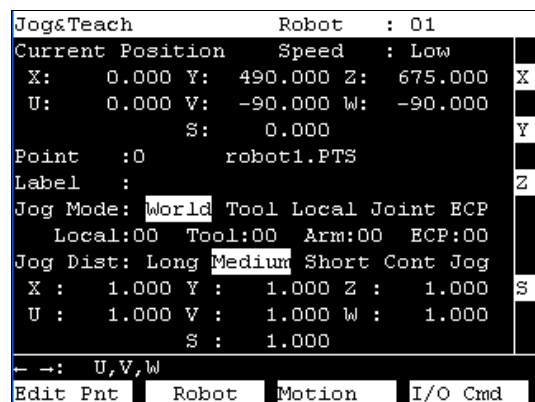 Jog&Teach Robot : 01
Current Position Speed : Low
X: 0.000 Y: 490.000 Z: 675.000 X
U: 0.000 V: -90.000 W: -90.000
S: 0.000 Y
Point :0 robot1.PTS
Label : Z
Jog Mode: World Tool Local Joint ECP
Local:00 Tool:00 Arm:00 ECP:00
Jog Dist: Long Medium Short Cont Jog
X : 1.000 Y : 1.000 Z : 1.000 S
U : 1.000 V : 1.000 W : 1.000
S : 1.000
← →: U,V,W
Edit Pnt Robot Motion I/O Cmd